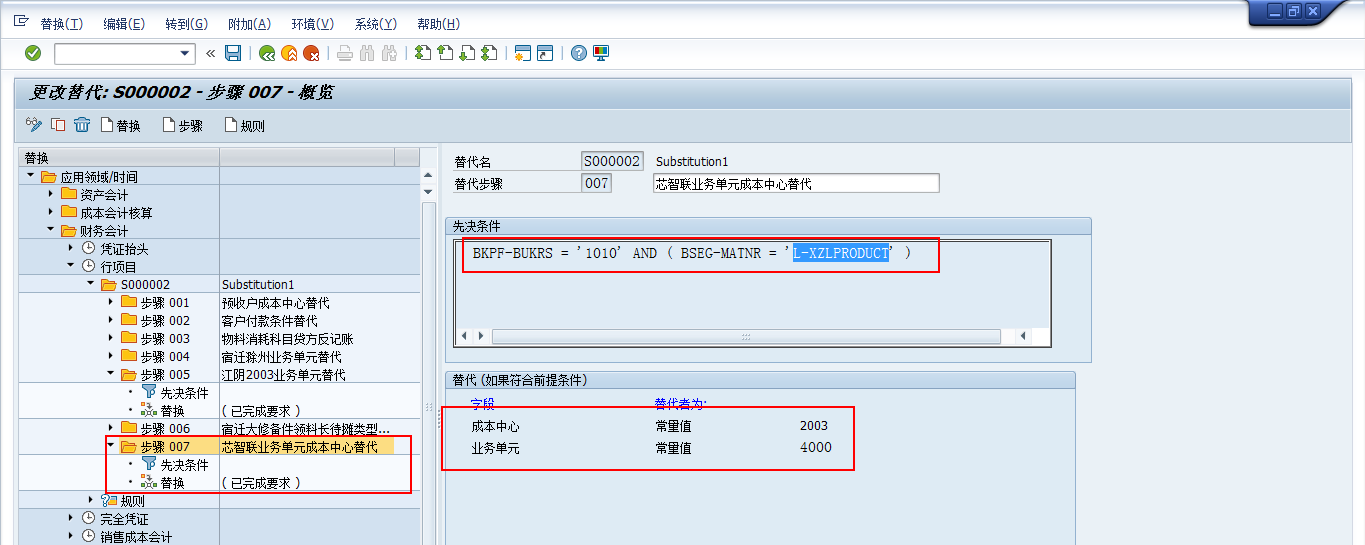 替换(T) 编辑(E) 转到(G) 附加(A) 环境(V) 系统(Y) 帮助(H)
更改替代: S000002 - 步骤 007 - 概览
替换 步骤 规则
替换
应用领域/时间
资产会计
成本会计核算
财务会计
凭证抬头
行项目
S000002 Substitution1
步骤 001 预收户成本中心替代
步骤 002 客户付款条件替代
步骤 003 物料消耗科目贷方反记账
步骤 004 宿迁滁州业务单元替代
步骤 005 江阴2003业务单元替代
先决条件
替换 ( 已完成要求 )
步骤 006 宿迁大修备件领料长待摊类型...
步骤 007 芯智联业务单元成本中心替代
先决条件
替换 ( 已完成要求 )
规则
完全凭证
销售成本会计
替代名 S000002 Substitution1
替代步骤 007 芯智联业务单元成本中心替代
先决条件
BKPF-BUKRS = '1010' AND ( BSEG-MATNR = 'L-XZLPRODUCT' )
替代 (如果符合前提条件)
字段 替代者为:
成本中心 常量值 2003
业务单元 常量值 4000